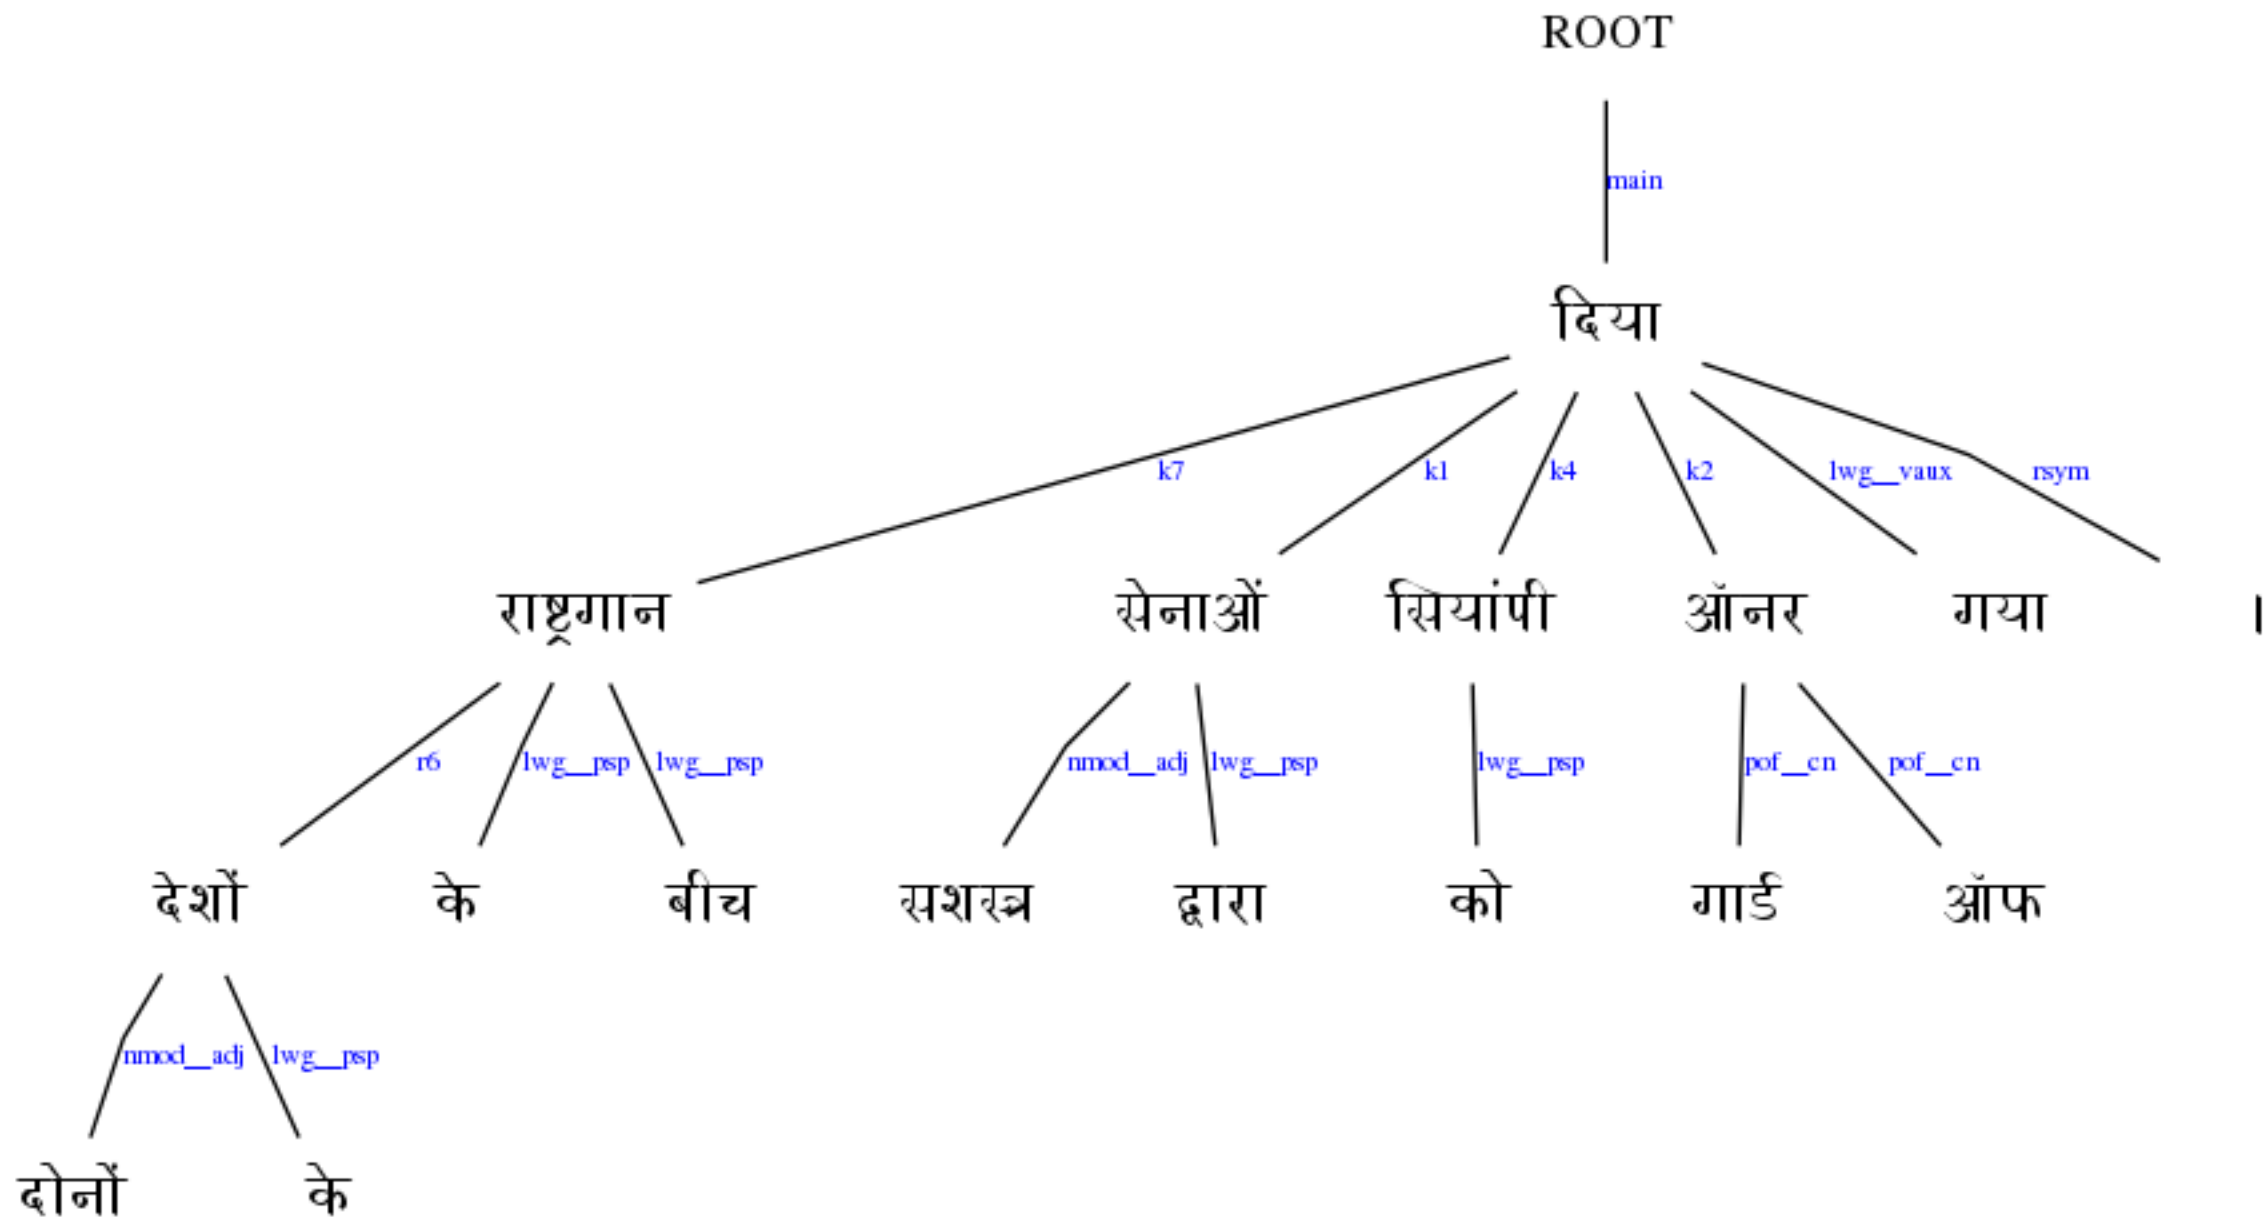 ROOT
main
दिया
k7 k1 k4 k2 lwg__vaux rsym
राष्ट्रगान सेनाओं सियांपी ऑनर गया ।
r6 lwg__psp lwg__psp nmod__adj lwg__psp lwg__psp pof__cn pof__cn
देशों के बीच सशस्त्र द्वारा को गार्ड ऑफ
nmod__adj lwg__psp
दोनों के